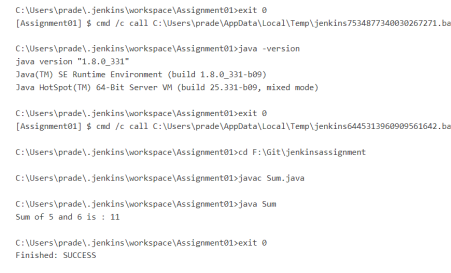 C:\Users\prade\.jenkins\workspace\Assignment01>exit 0
[Assignment01] $ cmd /c call C:\Users\prade\AppData\Local\Temp\jenkins7534877340030267271.ba
C:\Users\prade\.jenkins\workspace\Assignment01>java -version
java version "1.8.0_331"
Java(TM) SE Runtime Environment (build 1.8.0_331-b09)
Java HotSpot(TM) 64-Bit Server VM (build 25.331-b09, mixed mode)
C:\Users\prade\.jenkins\workspace\Assignment01>exit 0
[Assignment01] $ cmd /c call C:\Users\prade\AppData\Local\Temp\jenkins6445313960909561642.ba
C:\Users\prade\.jenkins\workspace\Assignment01>cd F:\Git\jenkinsassignment
C:\Users\prade\.jenkins\workspace\Assignment01>javac Sum.java
C:\Users\prade\.jenkins\workspace\Assignment01>java Sum
Sum of 5 and 6 is : 11
C:\Users\prade\.jenkins\workspace\Assignment01>exit 0
Finished: SUCCESS